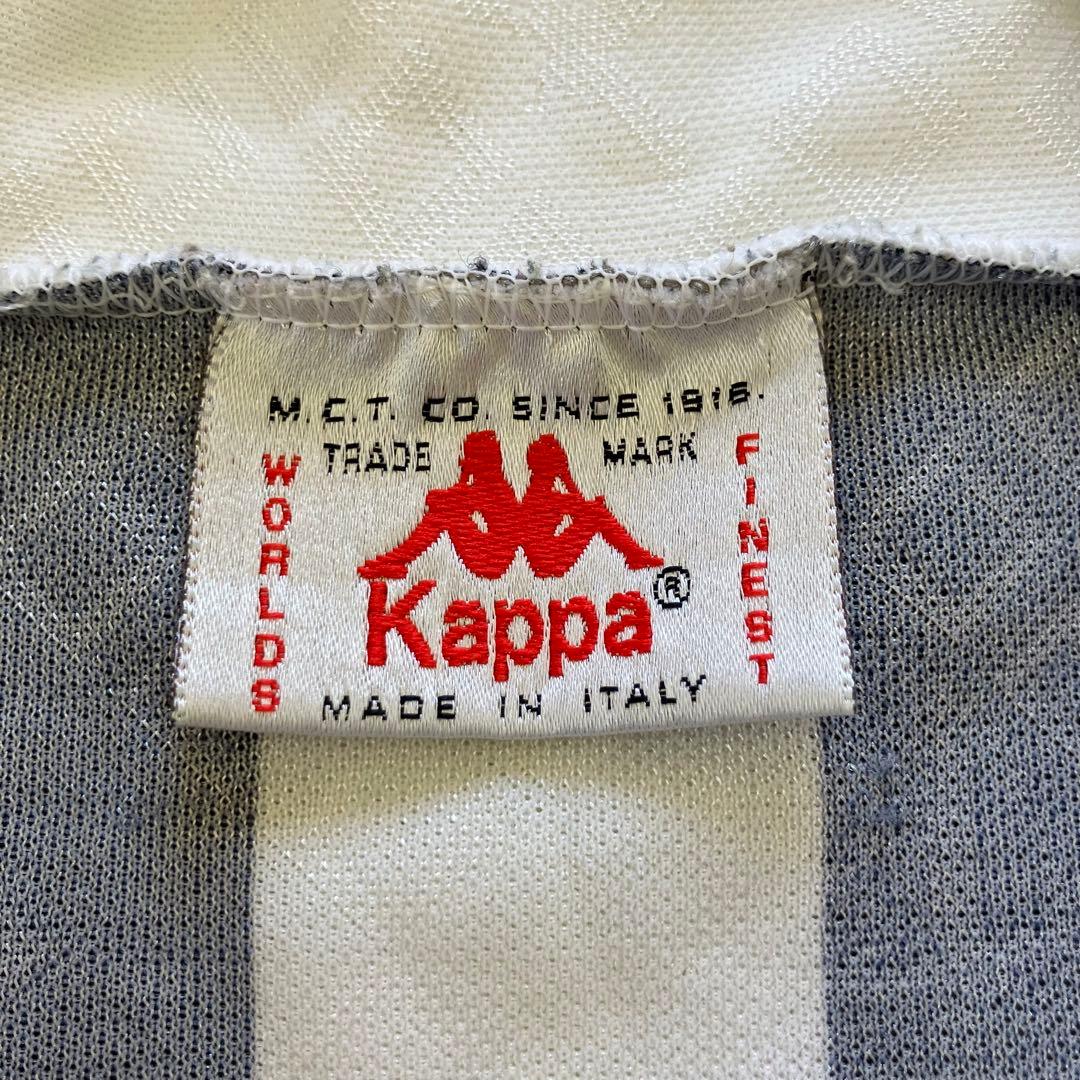 M.C.T. CO. SINCE 1916.
TRADE MARK
WORLDS
FINEST
Kappa®
MADE IN ITALY